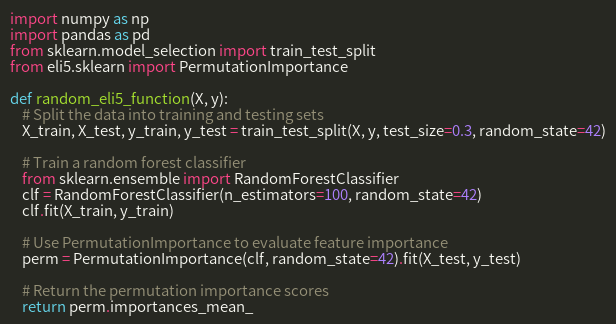 import numpy as np
import pandas as pd
from sklearn.model_selection import train_test_split
from eli5.sklearn import PermutationImportance

def random_eli5_function(X, y):
    # Split the data into training and testing sets
    X_train, X_test, y_train, y_test = train_test_split(X, y, test_size=0.3, random_state=42)

    # Train a random forest classifier
    from sklearn.ensemble import RandomForestClassifier
    clf = RandomForestClassifier(n_estimators=100, random_state=42)
    clf.fit(X_train, y_train)

    # Use PermutationImportance to evaluate feature importance
    perm = PermutationImportance(clf, random_state=42).fit(X_test, y_test)

    # Return the permutation importance scores
    return perm.importances_mean_